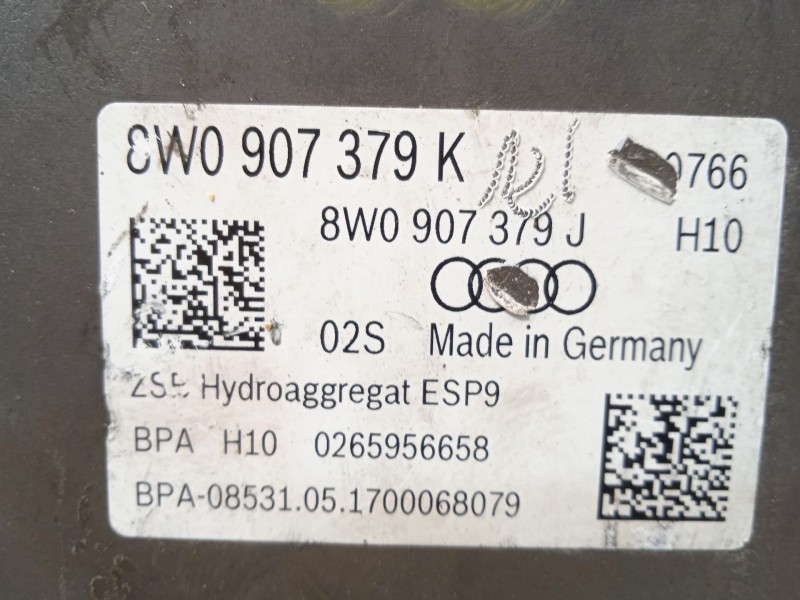 8W0 907 379 K 0766
8W0 907 379 J H10
02S Made in Germany
ZSB Hydroaggregat ESP9
BPA H10 0265956658
BPA-08531.05.1700068079